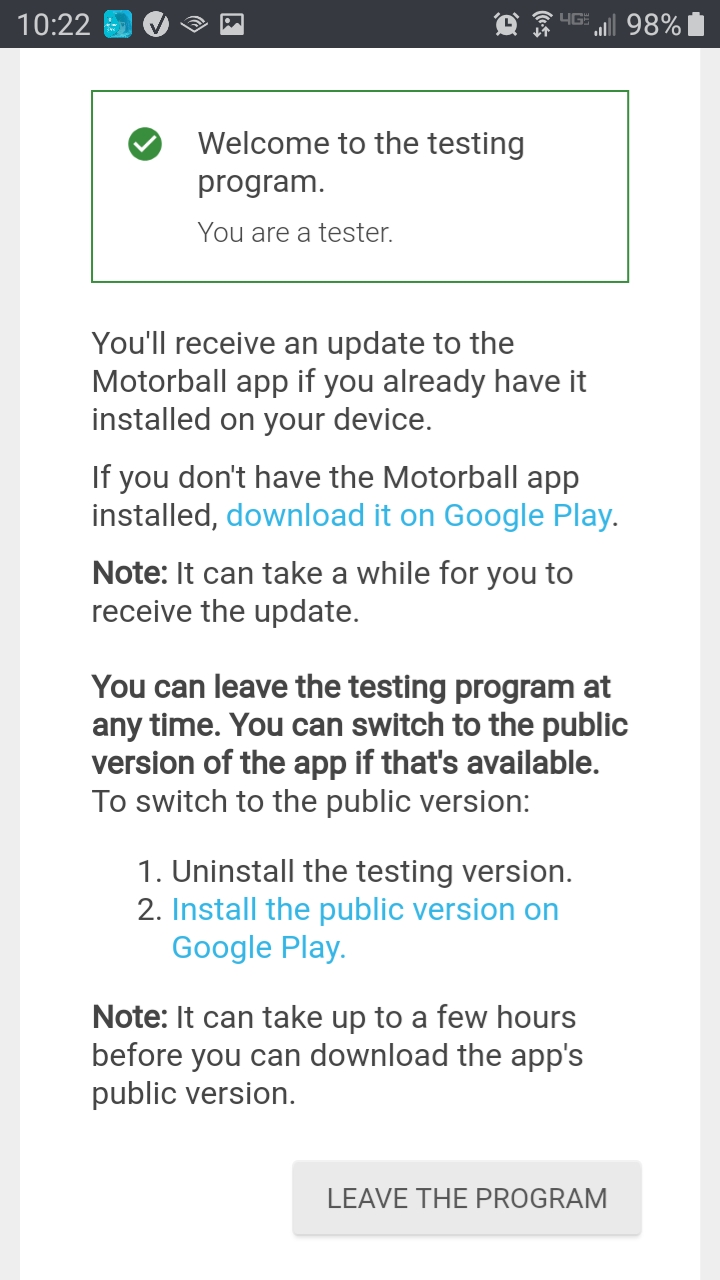 10:22 4G 98%
Welcome to the testing
program.
You are a tester.
You'll receive an update to the
Motorball app if you already have it
installed on your device.
If you don't have the Motorball app
installed, download it on Google Play.
Note: It can take a while for you to
receive the update.
You can leave the testing program at
any time. You can switch to the public
version of the app if that's available.
To switch to the public version:
1. Uninstall the testing version.
2. Install the public version on
Google Play.
Note: It can take up to a few hours
before you can download the app's
public version.
LEAVE THE PROGRAM